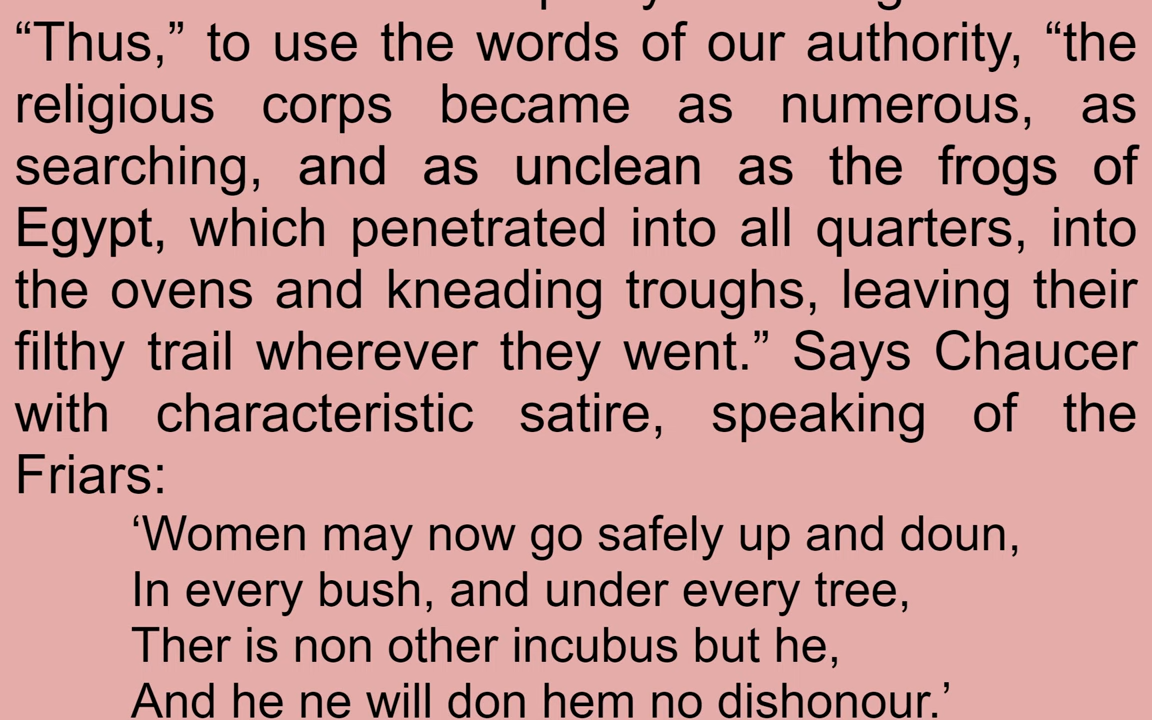 “Thus,” to use the words of our authority, “the
religious corps became as numerous, as
searching, and as unclean as the frogs of
Egypt, which penetrated into all quarters, into
the ovens and kneading troughs, leaving their
filthy trail wherever they went.” Says Chaucer
with characteristic satire, speaking of the
Friars:
‘Women may now go safely up and doun,
In every bush, and under every tree,
Ther is non other incubus but he,
And he ne will don hem no dishonour.’